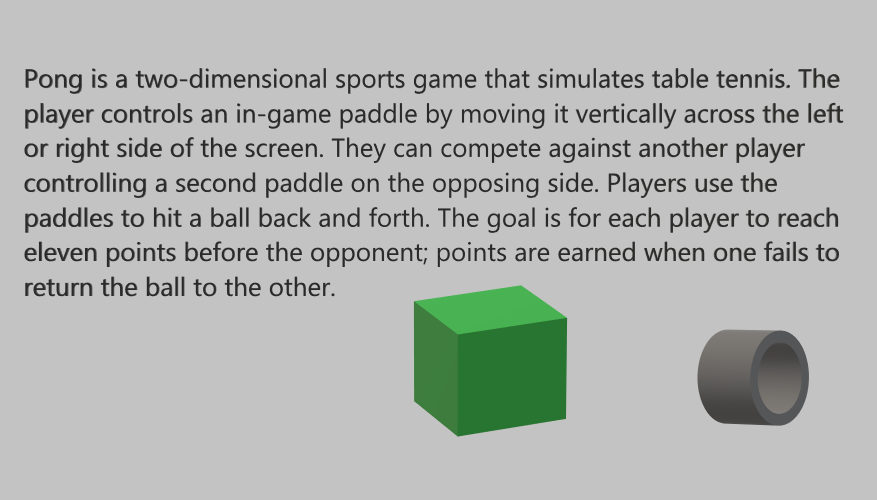 Pong is a two-dimensional sports game that simulates table tennis. The
player controls an in-game paddle by moving it vertically across the left
or right side of the screen. They can compete against another player
controlling a second paddle on the opposing side. Players use the
paddles to hit a ball back and forth. The goal is for each player to reach
eleven points before the opponent; points are earned when one fails to
return the ball to the other.